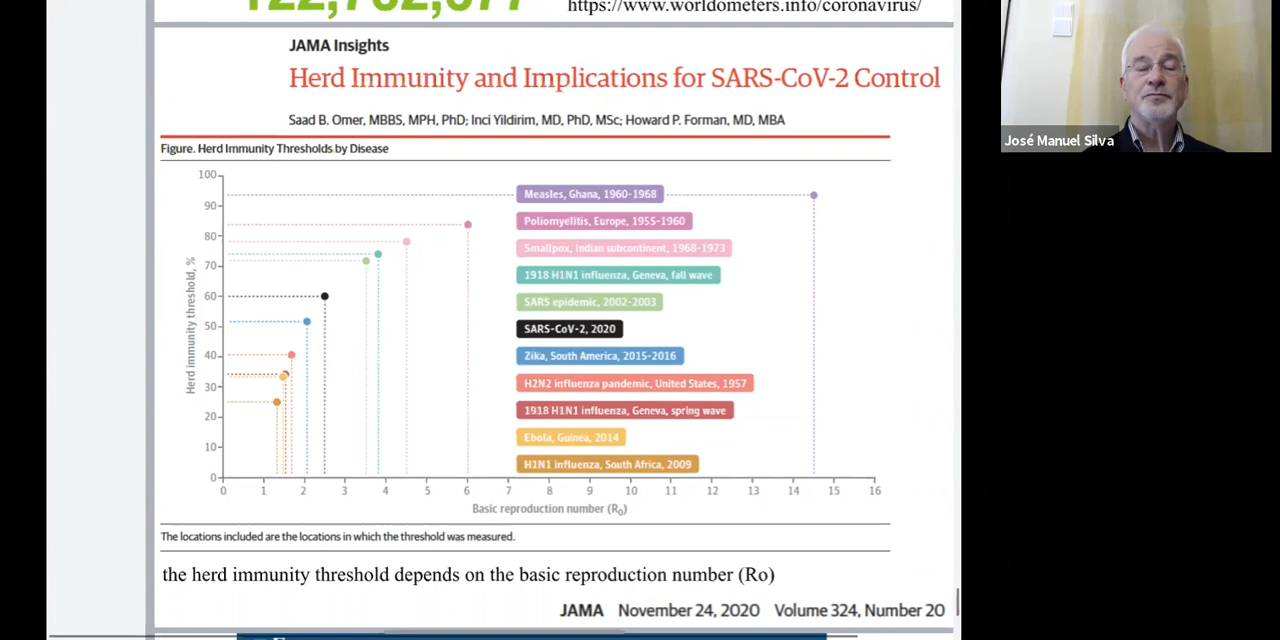 https://www.worldometers.info/coronavirus/
JAMA Insights
Herd Immunity and Implications for SARS-CoV-2 Control
Saad B. Omer, MBBS, MPH, PhD; Inci Yildirim, MD, PhD, MSc; Howard P. Forman, MD, MBA
José Manuel Silva
Figure. Herd Immunity Thresholds by Disease
Herd immunity threshold, %
100
90
80
70
60
50
40
30
20
10
0
Measles, Ghana, 1960-1968
Poliomyelitis, Europe, 1955-1960
Smallpox, Indian subcontinent, 1968-1973
1918 H1N1 influenza, Geneva, fall wave
SARS epidemic, 2002-2003
SARS-CoV-2, 2020
Zika, South America, 2015-2016
H2N2 influenza pandemic, United States, 1957
1918 H1N1 influenza, Geneva, spring wave
Ebola, Guinea, 2014
H1N1 influenza, South Africa, 2009
0 1 2 3 4 5 6 7 8 9 10 11 12 13 14 15 16
Basic reproduction number (R0)
The locations included are the locations in which the threshold was measured.
the herd immunity threshold depends on the basic reproduction number (Ro)
JAMA November 24, 2020 Volume 324, Number 20